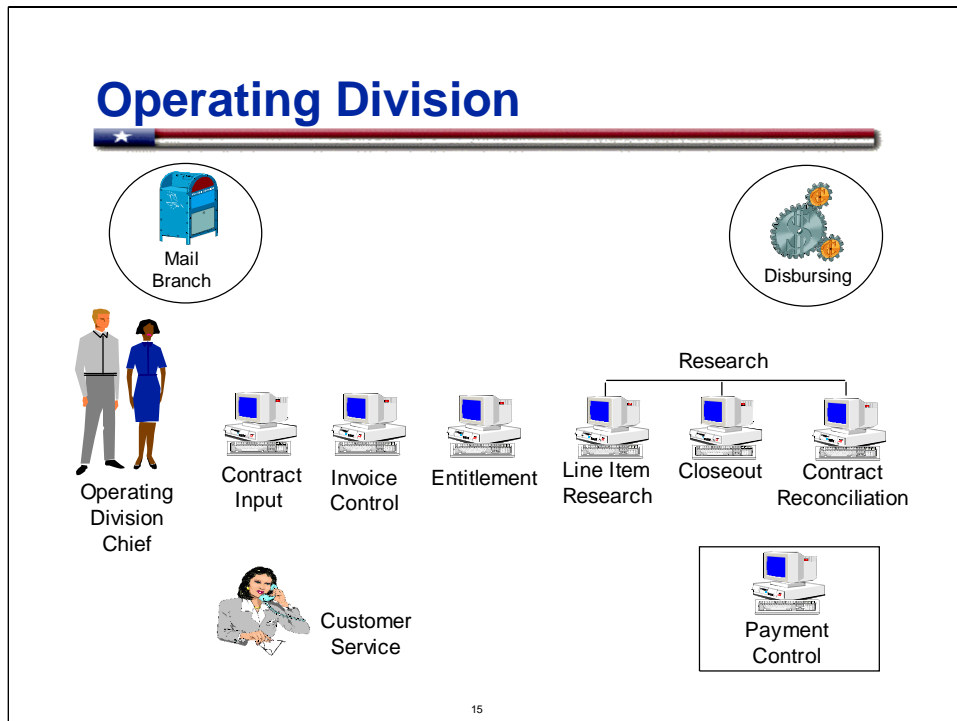 Operating Division
Mail
Branch
Disbursing
Research
Operating
Division
Chief
Contract
Input
Invoice
Control
Entitlement
Line Item
Research
Closeout
Contract
Reconciliation
Customer
Service
Payment
Control
15